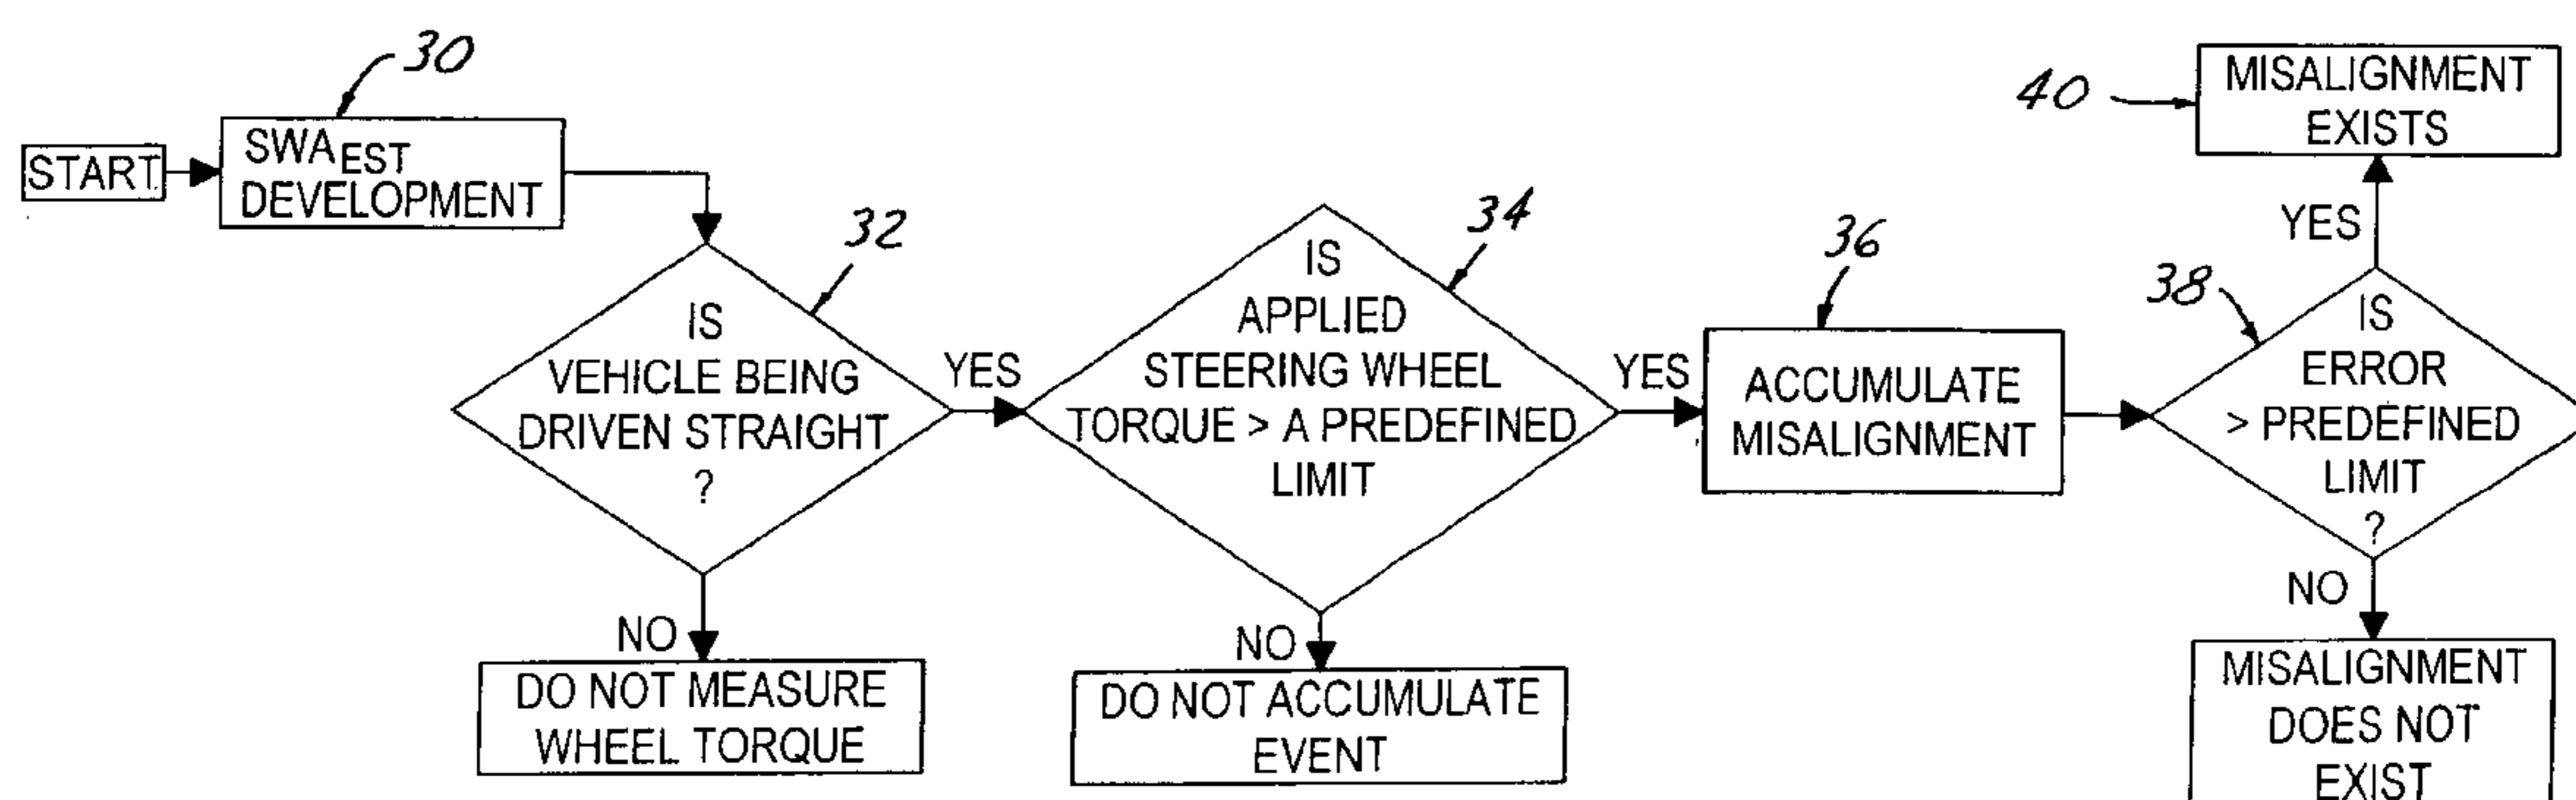 30
START
SWAEST
DEVELOPMENT
32
IS
VEHICLE BEING
DRIVEN STRAIGHT
?
YES
NO
DO NOT MEASURE
WHEEL TORQUE
34
IS
APPLIED
STEERING WHEEL
TORQUE > A PREDEFINED
LIMIT
YES
NO
DO NOT ACCUMULATE
EVENT
36
ACCUMULATE
MISALIGNMENT
38
IS
ERROR
> PREDEFINED
LIMIT
?
YES
40
MISALIGNMENT
EXISTS
NO
MISALIGNMENT
DOES NOT
EXIST